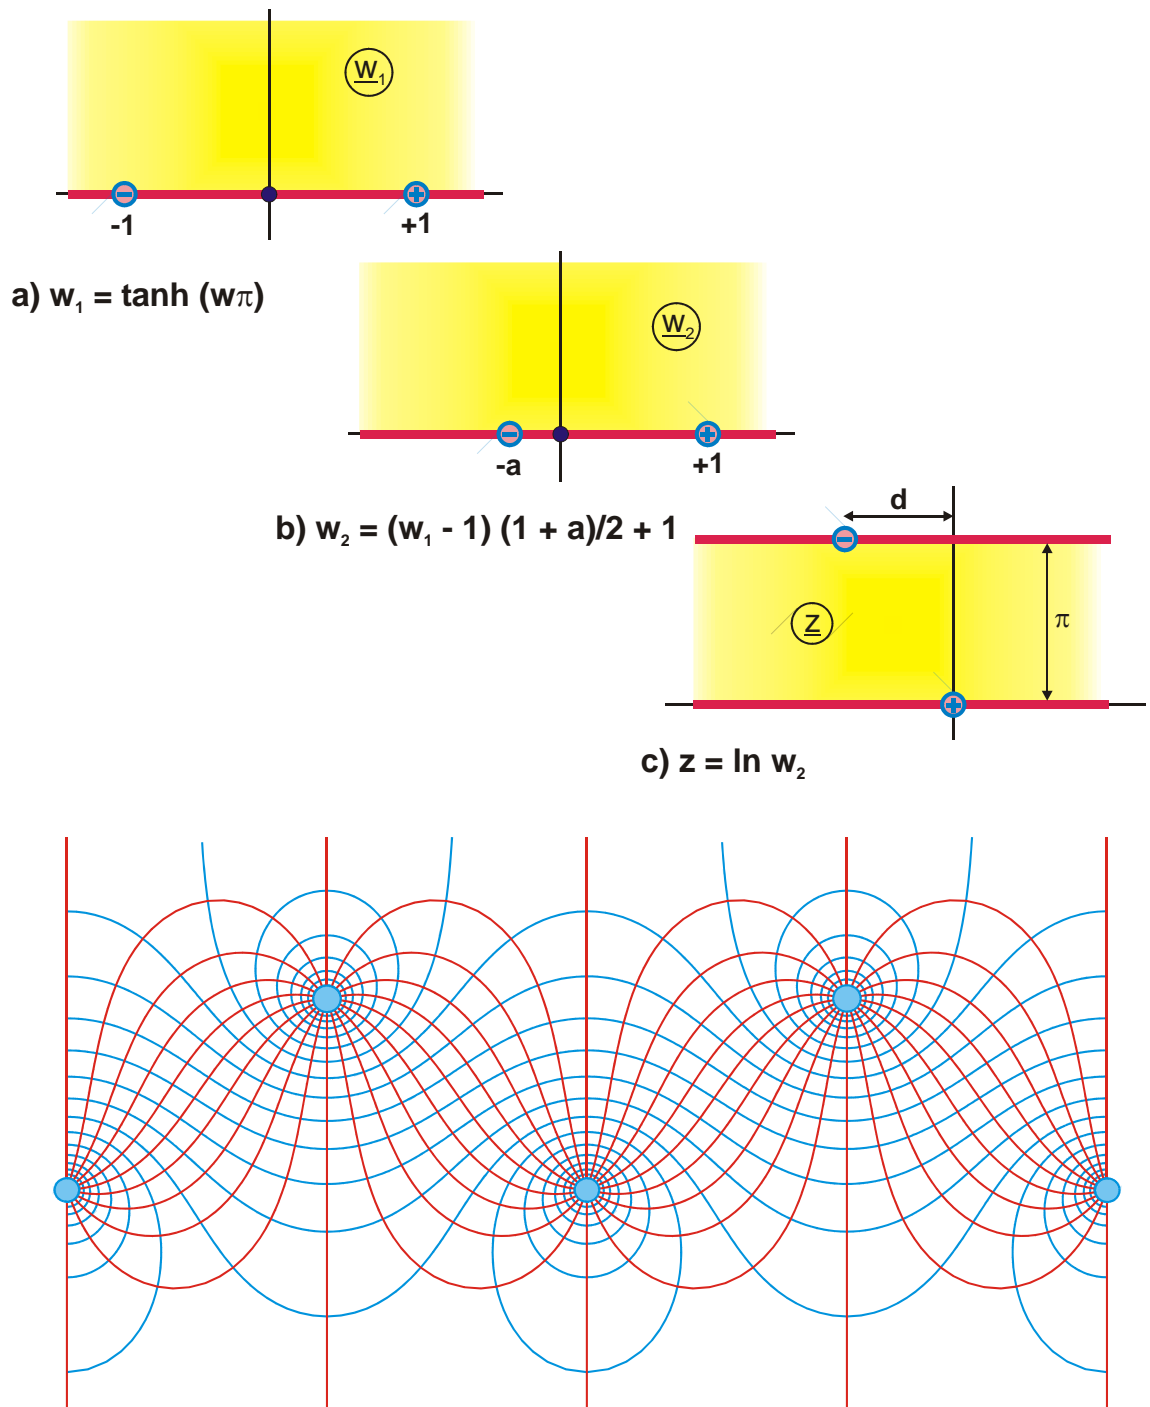 w₁
-1 +1
a) w₁ = tanh (wπ)
w₂
-a +1
b) w₂ = (w₁ - 1) (1 + a)/2 + 1
d
z
π
c) z = ln w₂